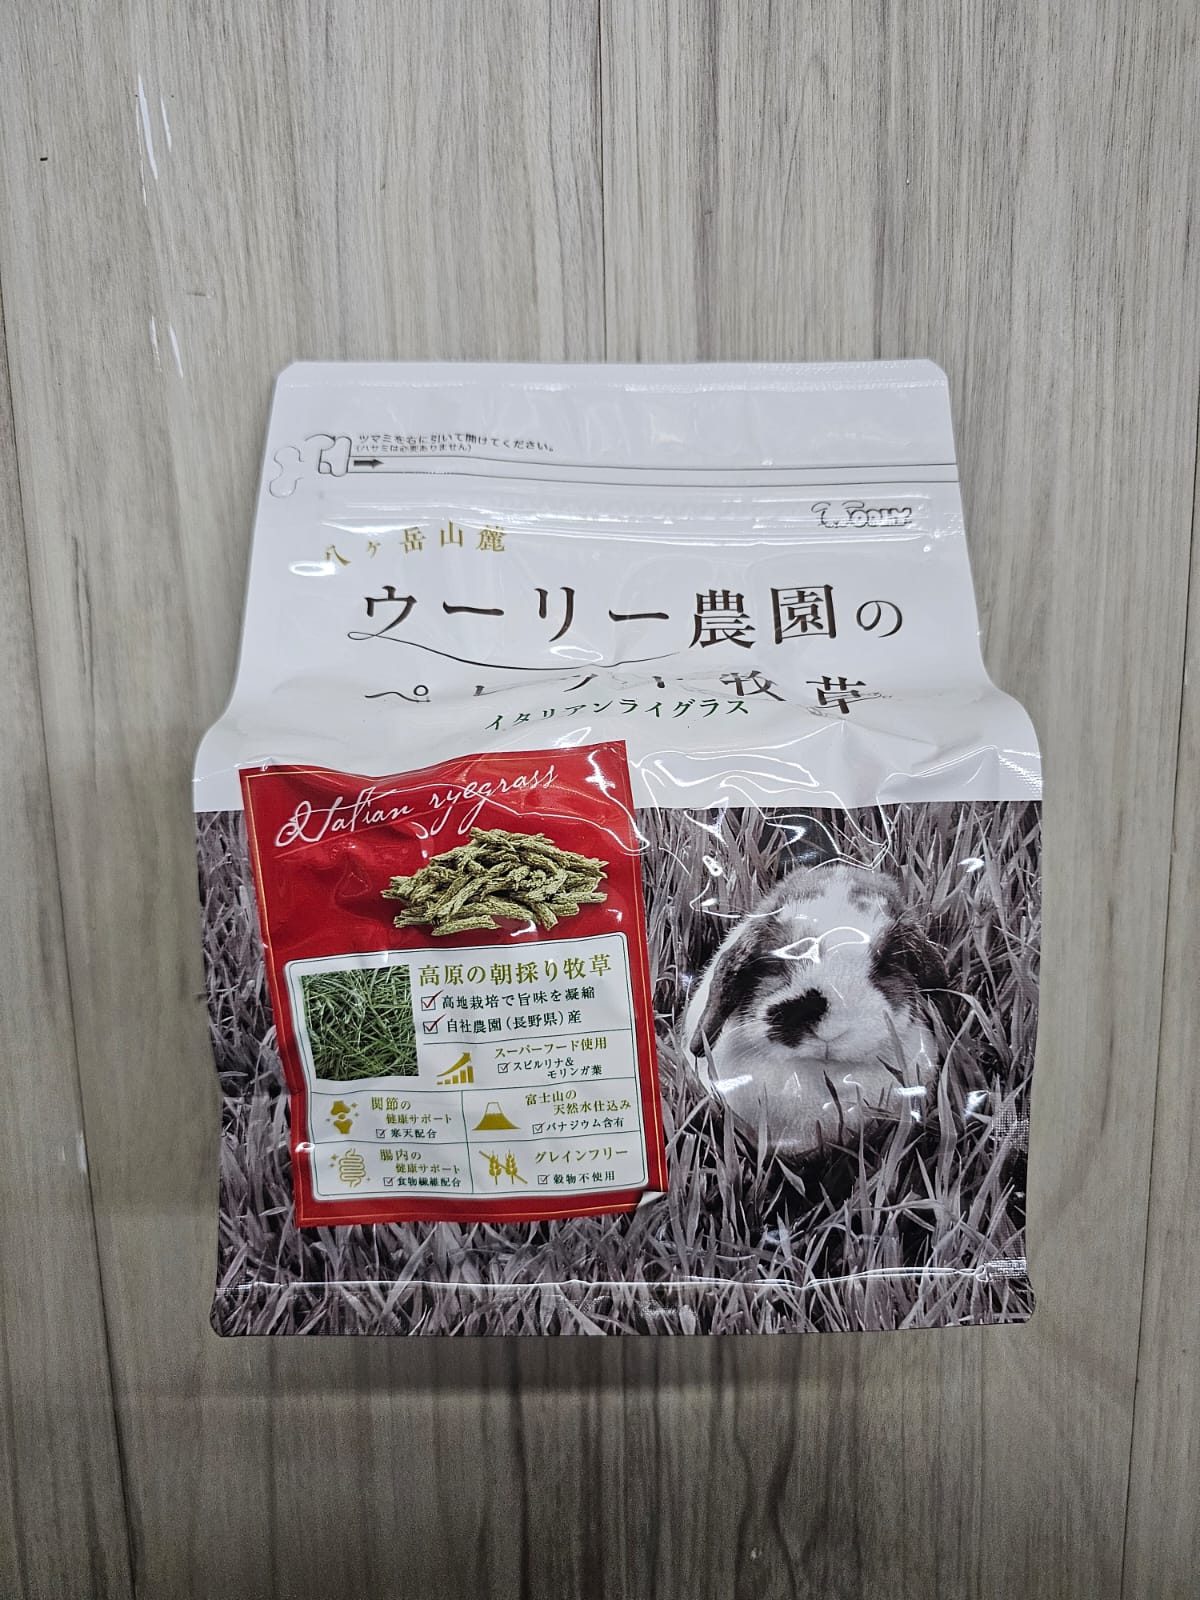 ツマミを右に引いて開けてください。
(ハサミは必要ありません)
WOOLLY
八ヶ岳山麓
ウーリー農園の
牧草
イタリアンライグラス
Italian ryegrass
高原の朝採り牧草
高地栽培で旨味を凝縮
自社農園(長野県)産
スーパーフード使用
スピルリナ&
モリンガ葉
関節の
健康サポート
寒天配合
富士山の
天然水仕込み
バナジウム含有
腸内の
健康サポート
食物繊維配合
グレインフリー
穀物不使用